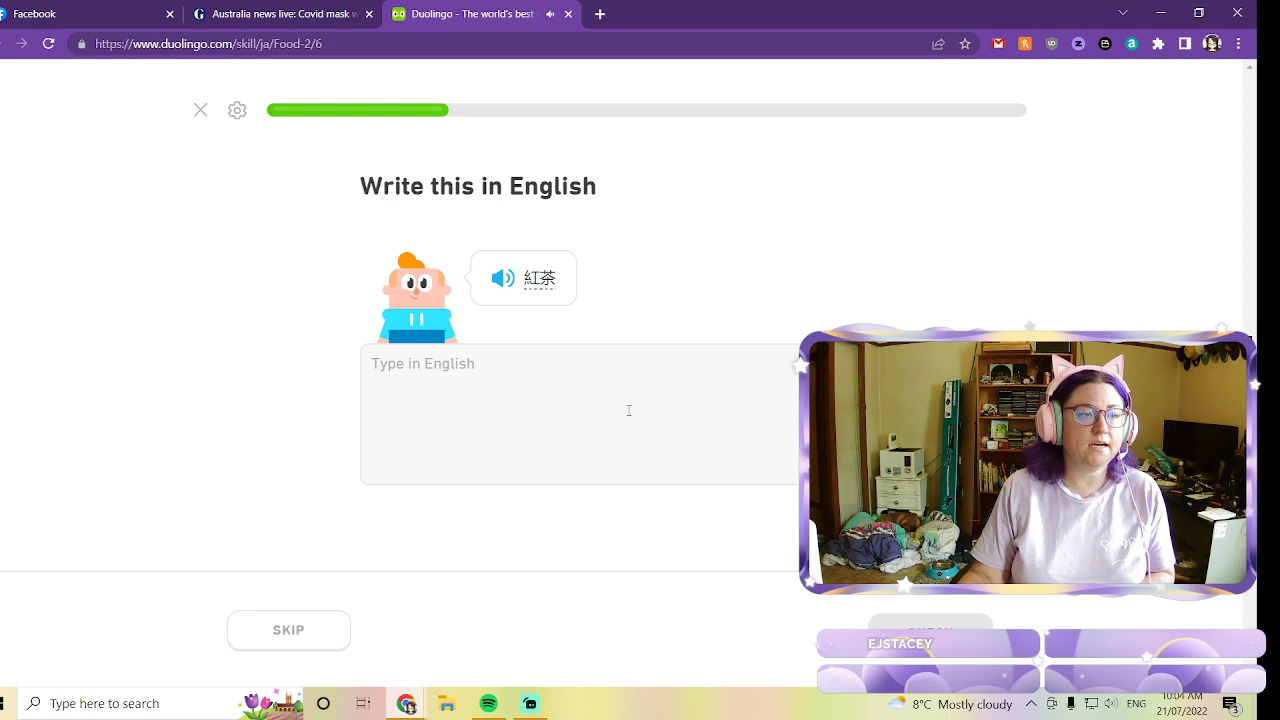 Facebook
Australia news live: Covid mask w
Duolingo - The world's best
https://www.duolingo.com/skill/ja/Food-2/6
Write this in English
紅茶
Type in English
SKIP
EJSTACEY
Type here to search
8°C Mostly cloudy
ENG
10:04 AM
21/07/2022